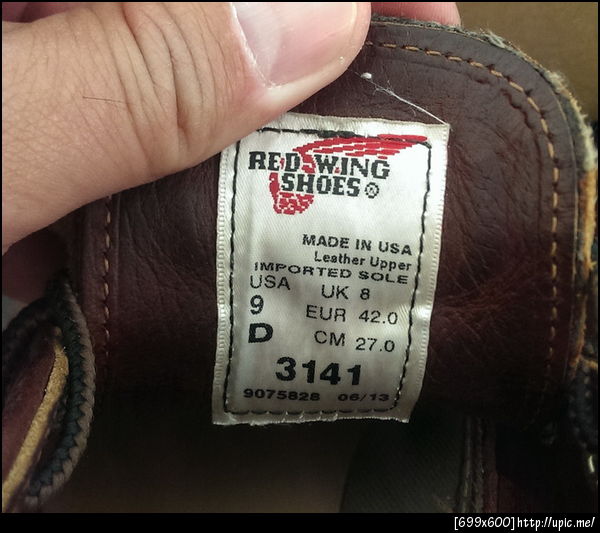 RED WING
SHOES ®
MADE IN USA
Leather Upper
IMPORTED SOLE
USA UK 8
9 EUR 42.0
D CM 27.0
3141
9075828 06/13
[699x600]http://upic.me/